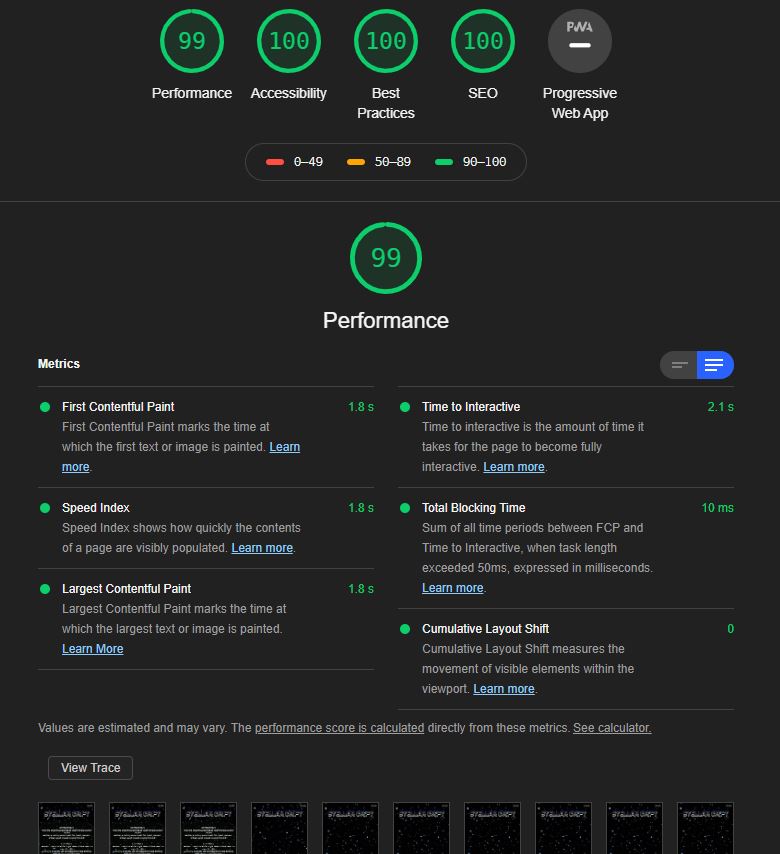 99
100
100
100
PWA
Performance
Accessibility
Best
Practices
SEO
Progressive
Web App
0–49
50–89
90–100
99
Performance
Metrics
First Contentful Paint
1.8 s
First Contentful Paint marks the time at
which the first text or image is painted. Learn
more.
Speed Index
1.8 s
Speed Index shows how quickly the contents
of a page are visibly populated. Learn more.
Largest Contentful Paint
1.8 s
Largest Contentful Paint marks the time at
which the largest text or image is painted.
Learn More
Time to Interactive
2.1 s
Time to interactive is the amount of time it
takes for the page to become fully
interactive. Learn more.
Total Blocking Time
10 ms
Sum of all time periods between FCP and
Time to Interactive, when task length
exceeded 50ms, expressed in milliseconds.
Learn more.
Cumulative Layout Shift
0
Cumulative Layout Shift measures the
movement of visible elements within the
viewport. Learn more.
Values are estimated and may vary. The performance score is calculated directly from these metrics. See calculator.
View Trace